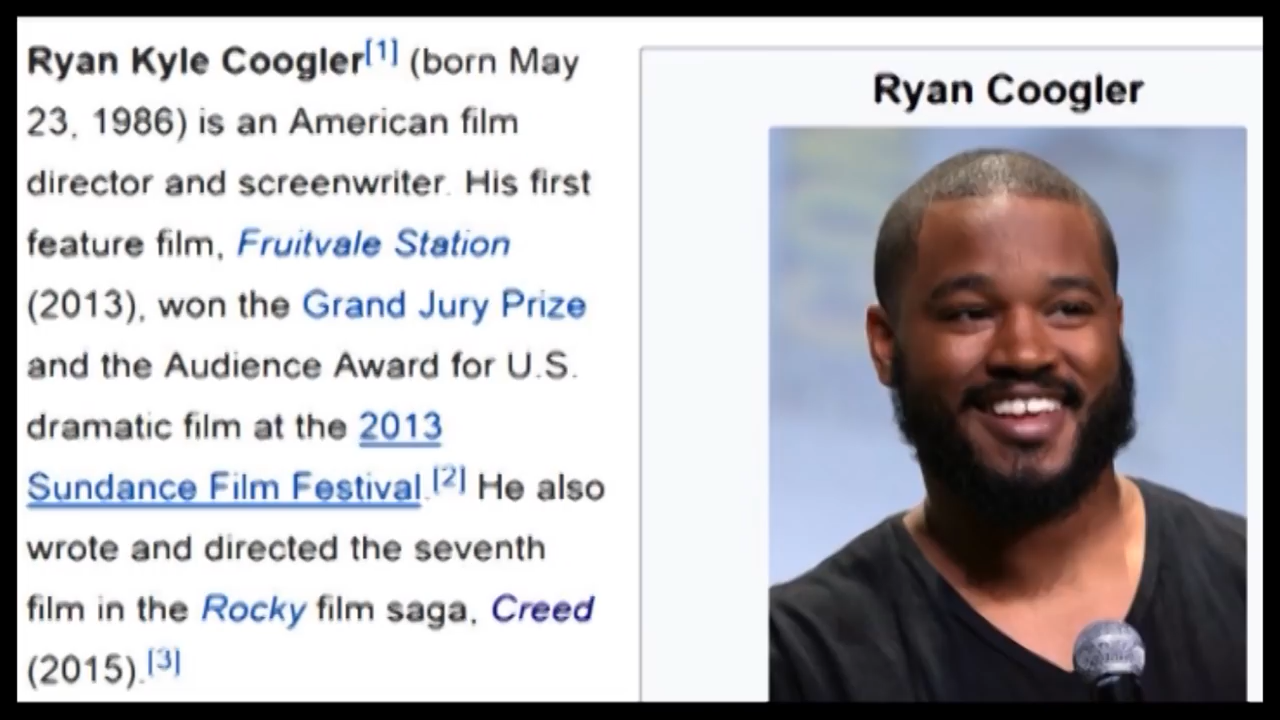 Ryan Kyle Coogler[1] (born May
23, 1986) is an American film
director and screenwriter. His first
feature film, Fruitvale Station
(2013), won the Grand Jury Prize
and the Audience Award for U.S.
dramatic film at the 2013
Sundance Film Festival.[2] He also
wrote and directed the seventh
film in the Rocky film saga, Creed
(2015).[3]
Ryan Coogler